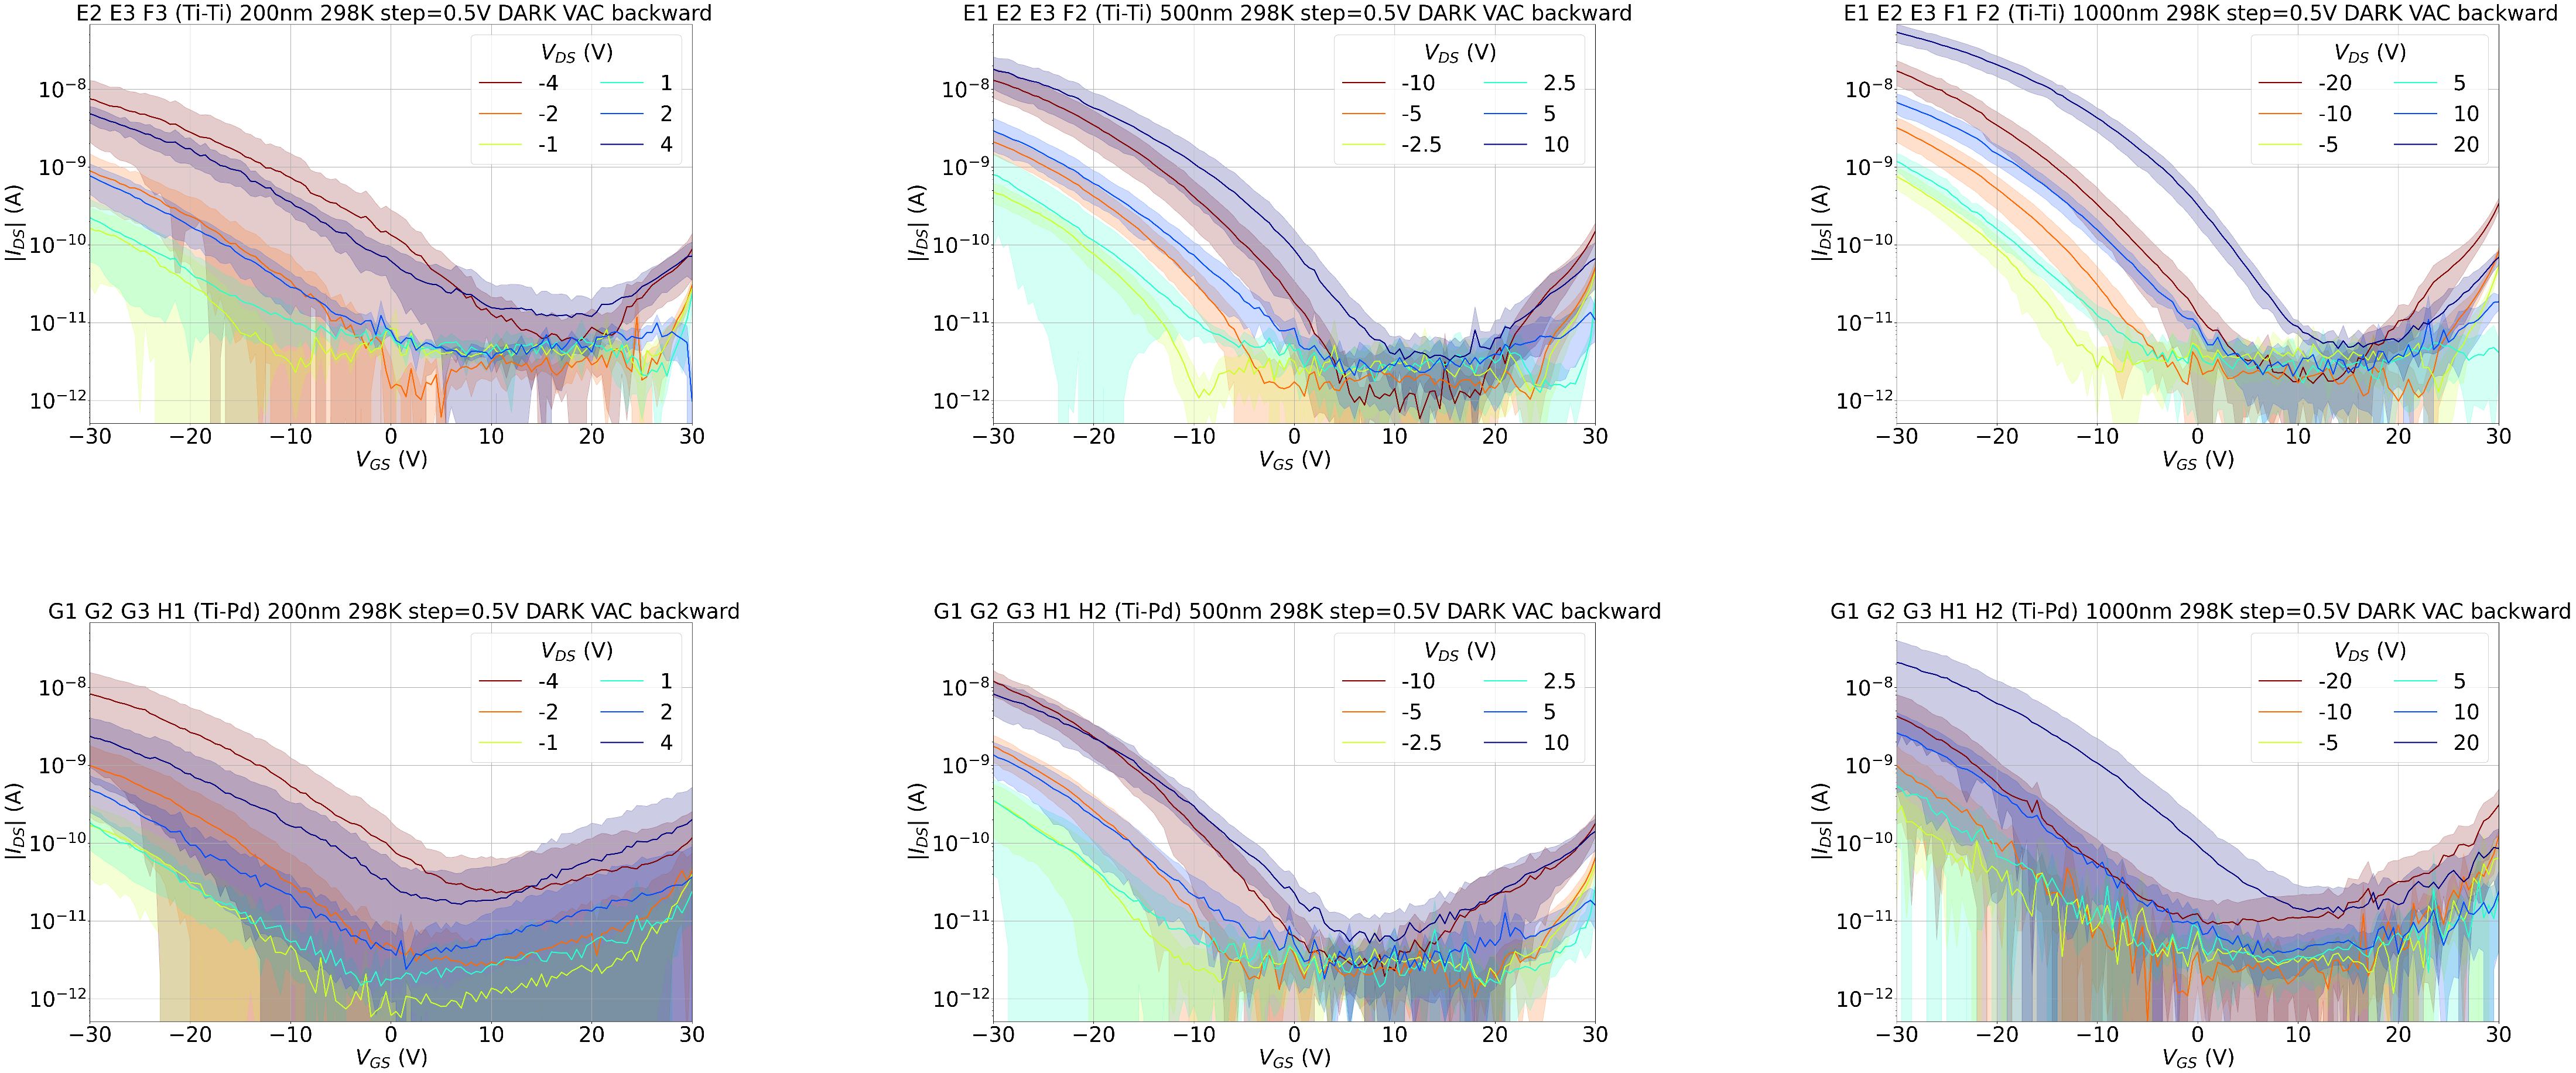 E2 E3 F3 (Ti-Ti) 200nm 298K step=0.5V DARK VAC backward
|I_DS| (A)
10^-8
10^-9
10^-10
10^-11
10^-12
V_DS (V)
-4 1
-2 2
-1 4
−30 −20 −10 0 10 20 30
V_GS (V)
E1 E2 E3 F2 (Ti-Ti) 500nm 298K step=0.5V DARK VAC backward
|I_DS| (A)
10^-8
10^-9
10^-10
10^-11
10^-12
V_DS (V)
-10 2.5
-5 5
-2.5 10
−30 −20 −10 0 10 20 30
V_GS (V)
E1 E2 E3 F1 F2 (Ti-Ti) 1000nm 298K step=0.5V DARK VAC backward
|I_DS| (A)
10^-8
10^-9
10^-10
10^-11
10^-12
V_DS (V)
-20 5
-10 10
-5 20
−30 −20 −10 0 10 20 30
V_GS (V)
G1 G2 G3 H1 (Ti-Pd) 200nm 298K step=0.5V DARK VAC backward
|I_DS| (A)
10^-8
10^-9
10^-10
10^-11
10^-12
V_DS (V)
-4 1
-2 2
-1 4
−30 −20 −10 0 10 20 30
V_GS (V)
G1 G2 G3 H1 H2 (Ti-Pd) 500nm 298K step=0.5V DARK VAC backward
|I_DS| (A)
10^-8
10^-9
10^-10
10^-11
10^-12
V_DS (V)
-10 2.5
-5 5
-2.5 10
−30 −20 −10 0 10 20 30
V_GS (V)
G1 G2 G3 H1 H2 (Ti-Pd) 1000nm 298K step=0.5V DARK VAC backward
|I_DS| (A)
10^-8
10^-9
10^-10
10^-11
10^-12
V_DS (V)
-20 5
-10 10
-5 20
−30 −20 −10 0 10 20 30
V_GS (V)